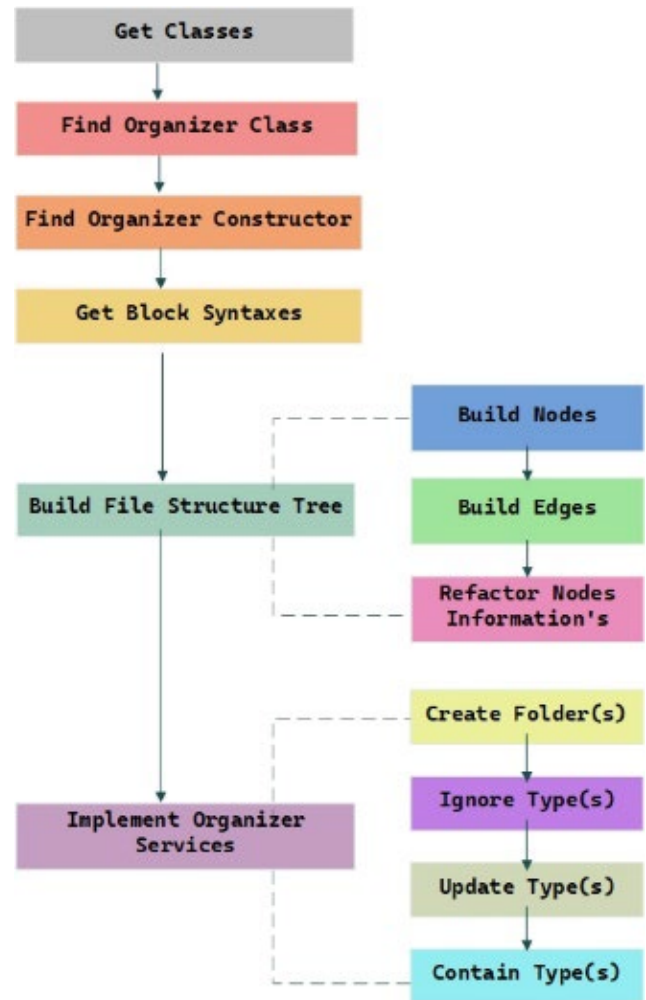 Get Classes
Find Organizer Class
Find Organizer Constructor
Get Block Syntaxes
Build File Structure Tree
Implement Organizer
Services
Build Nodes
Build Edges
Refactor Nodes
Information's
Create Folder(s)
Ignore Type(s)
Update Type(s)
Contain Type(s)